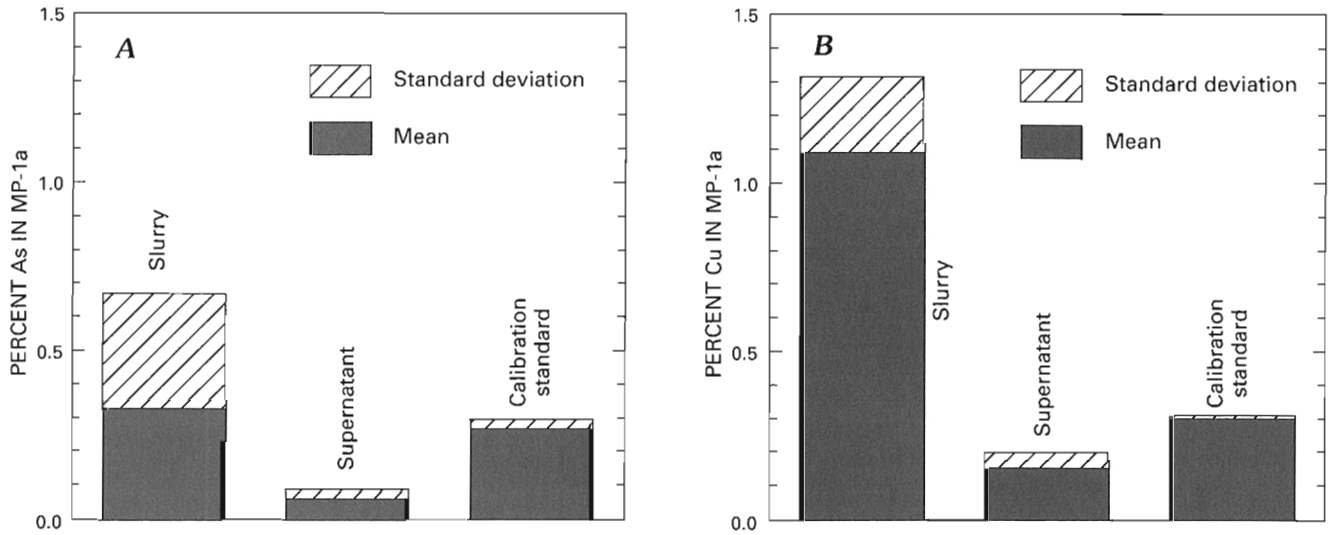 A
Standard deviation
Mean
PERCENT As IN MP-1a
1.5
1.0
0.5
0.0
Slurry
Supernatant
Calibration
standard
B
Standard deviation
Mean
PERCENT Cu IN MP-1a
1.5
1.0
0.5
0.0
Slurry
Supernatant
Calibration
standard